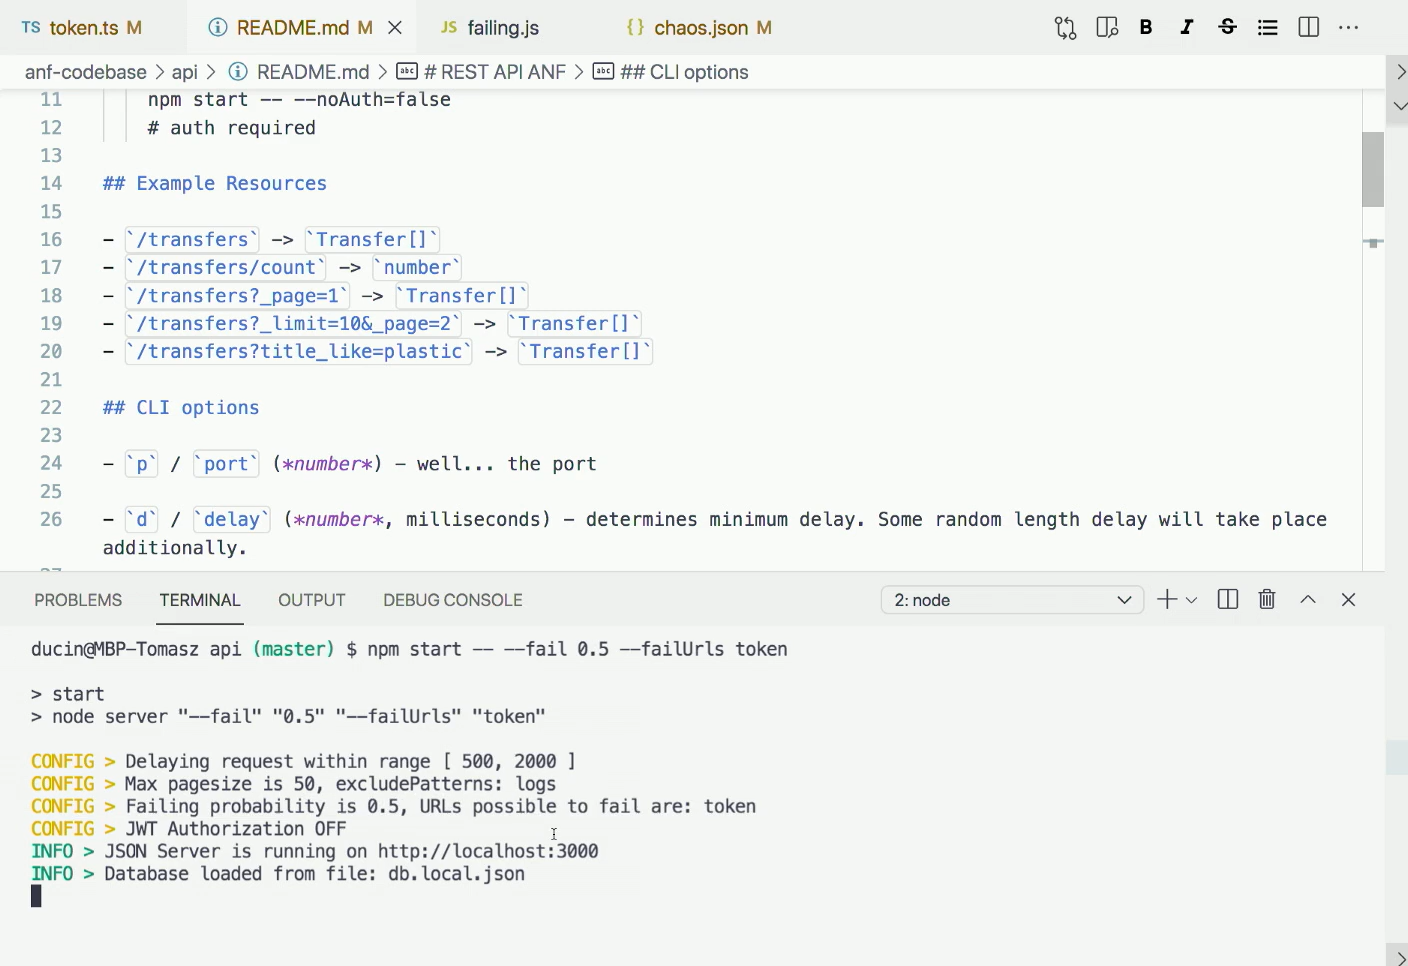 TS token.ts M README.md M JS failing.js {} chaos.json M B I S
anf-codebase > api > README.md > abc # REST API ANF > abc ## CLI options
11 npm start -- --noAuth=false
12 # auth required
13
14 ## Example Resources
15
16 - `/transfers` -> `Transfer[]`
17 - `/transfers/count` -> `number`
18 - `/transfers?_page=1` -> `Transfer[]`
19 - `/transfers?_limit=10&_page=2` -> `Transfer[]`
20 - `/transfers?title_like=plastic` -> `Transfer[]`
21
22 ## CLI options
23
24 - `p` / `port` (*number*) - well... the port
25
26 - `d` / `delay` (*number*, milliseconds) - determines minimum delay. Some random length delay will take place
additionally.
PROBLEMS TERMINAL OUTPUT DEBUG CONSOLE 2: node
ducin@MBP-Tomasz api (master) $ npm start -- --fail 0.5 --failUrls token
> start
> node server "--fail" "0.5" "--failUrls" "token"
CONFIG > Delaying request within range [ 500, 2000 ]
CONFIG > Max pagesize is 50, excludePatterns: logs
CONFIG > Failing probability is 0.5, URLs possible to fail are: token
CONFIG > JWT Authorization OFF
INFO > JSON Server is running on http://localhost:3000
INFO > Database loaded from file: db.local.json